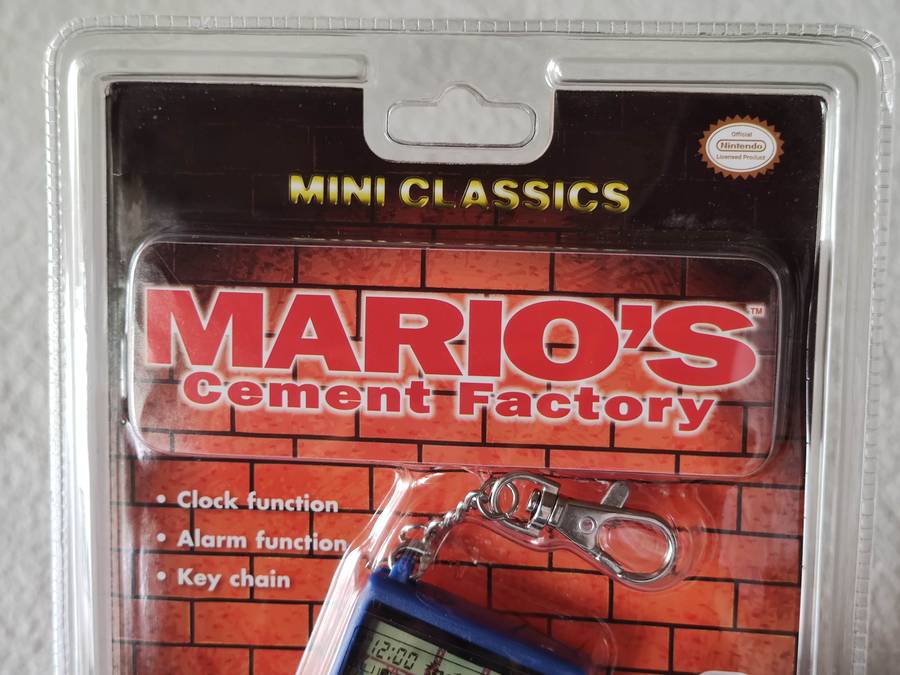 Official
Nintendo
Licensed Product
MINI CLASSICS
MARIO'S™
Cement Factory
• Clock function
• Alarm function
• Key chain
12:00